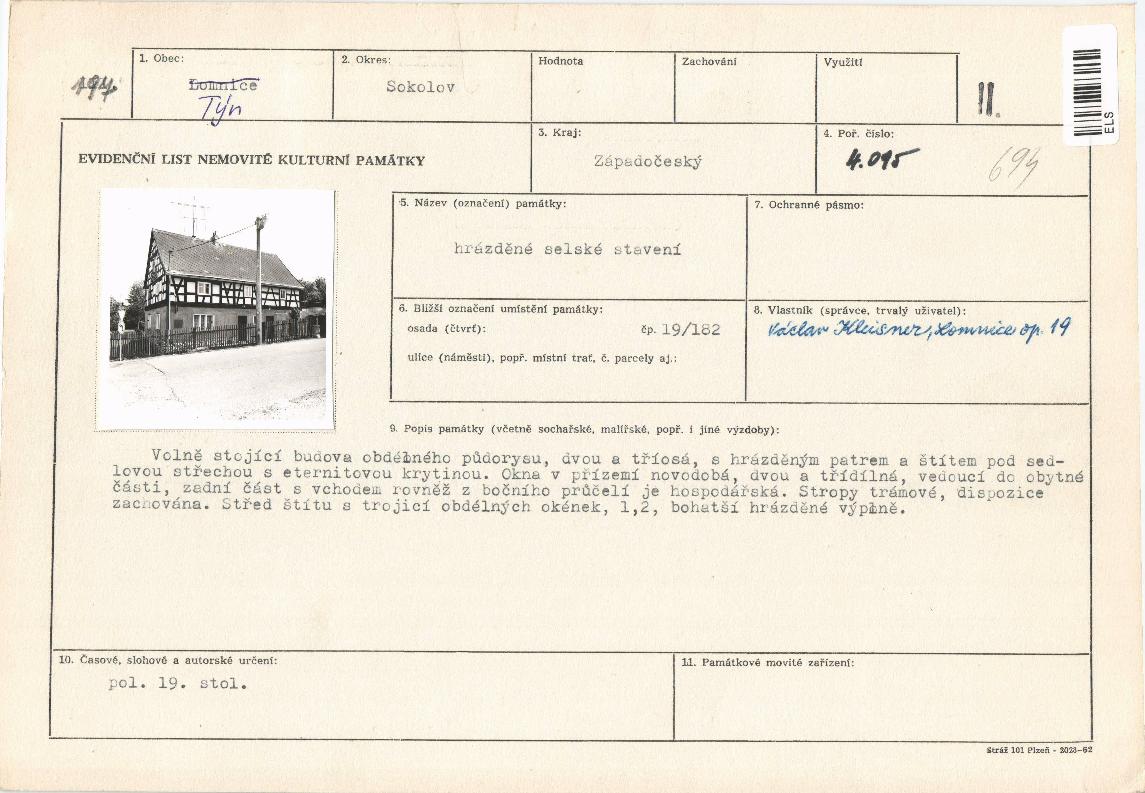 194
1. Obec:
Lomnice
Týn
2. Okres:
Sokolov
Hodnota
Zachování
Využití
II.
ELS
EVIDENČNÍ LIST NEMOVITÉ KULTURNÍ PAMÁTKY
3. Kraj:
Západočeský
4. Poř. číslo:
4.095
694
5. Název (označení) památky:
hrázděné selské stavení
7. Ochranné pásmo:
6. Bližší označení umístění památky:
osada (čtvrť): čp. 19/182
ulice (náměstí), popř. místní trať, č. parcely aj.:
8. Vlastník (správce, trvalý uživatel):
Václav Kleisner, Lomnice čp. 19
9. Popis památky (včetně sochařské, malířské, popř. i jiné výzdoby):
Volně stojící budova obdélného půdorysu, dvou a tříosá, s hrázděným patrem a štítem pod sed-
lovou střechou s eternitovou krytinou. Okna v přízemí novodobá, dvou a třídílná, vedoucí do obytné
části, zadní část s vchodem rovněž z bočního průčelí je hospodářská. Stropy trámové, dispozice
zachována. Střed štítu s trojicí obdélných okének, 1,2, bohatší hrázděné výplně.
10. Časové, slohové a autorské určení:
pol. 19. stol.
11. Památkové movité zařízení:
Stráž 101 Plzeň - 2023-62